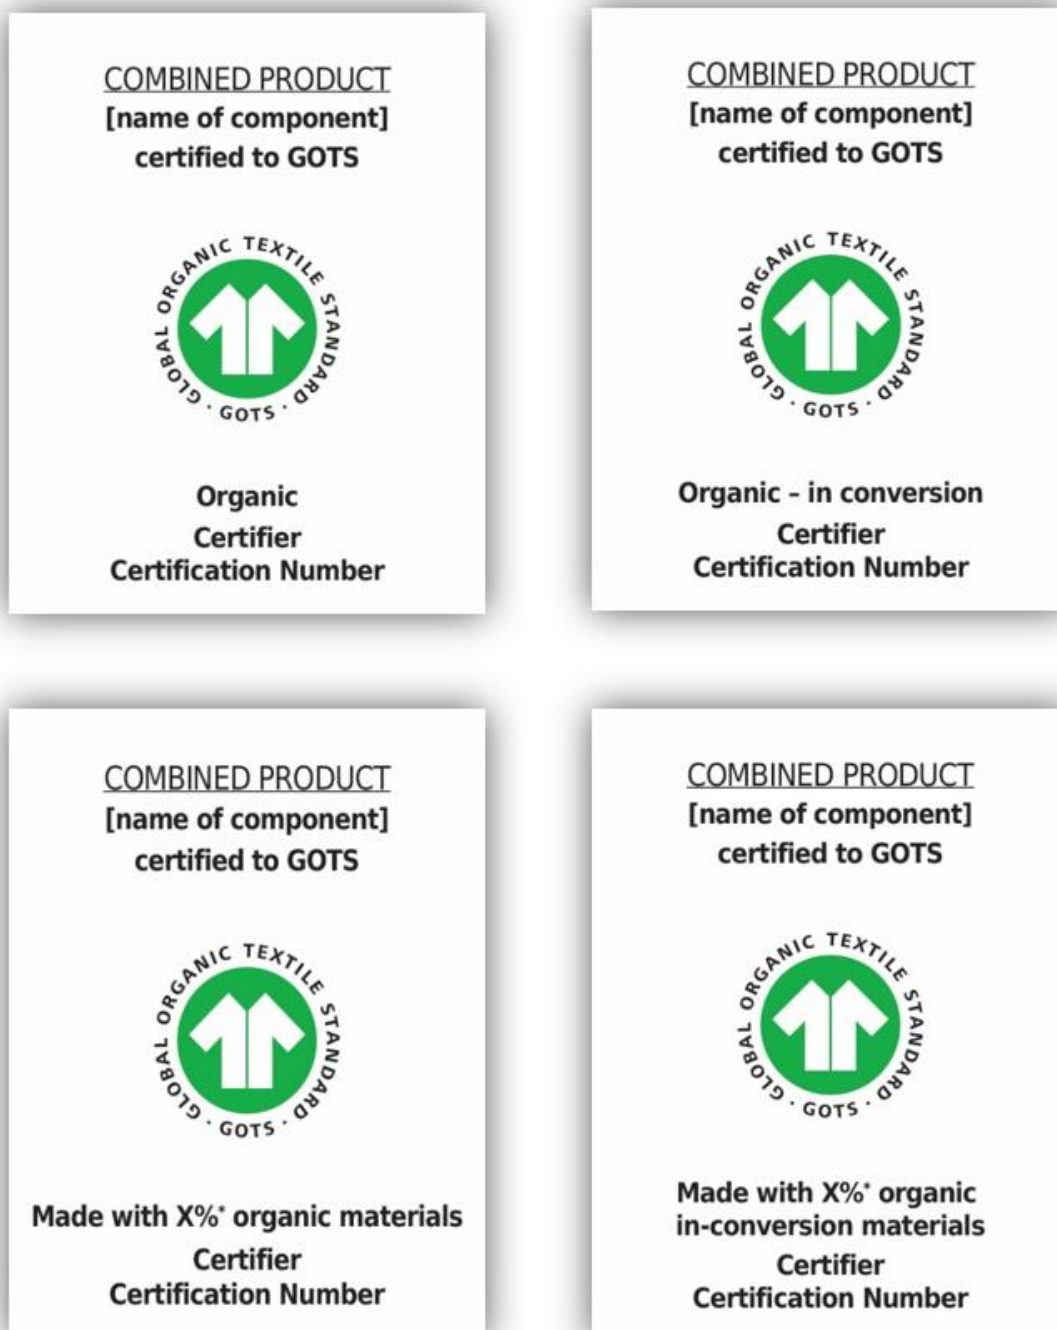 COMBINED PRODUCT
[name of component]
certified to GOTS
GLOBAL ORGANIC TEXTILE STANDARD · GOTS ·
Organic
Certifier
Certification Number
COMBINED PRODUCT
[name of component]
certified to GOTS
GLOBAL ORGANIC TEXTILE STANDARD · GOTS ·
Organic – in conversion
Certifier
Certification Number
COMBINED PRODUCT
[name of component]
certified to GOTS
GLOBAL ORGANIC TEXTILE STANDARD · GOTS ·
Made with X%* organic materials
Certifier
Certification Number
COMBINED PRODUCT
[name of component]
certified to GOTS
GLOBAL ORGANIC TEXTILE STANDARD · GOTS ·
Made with X%* organic
in-conversion materials
Certifier
Certification Number